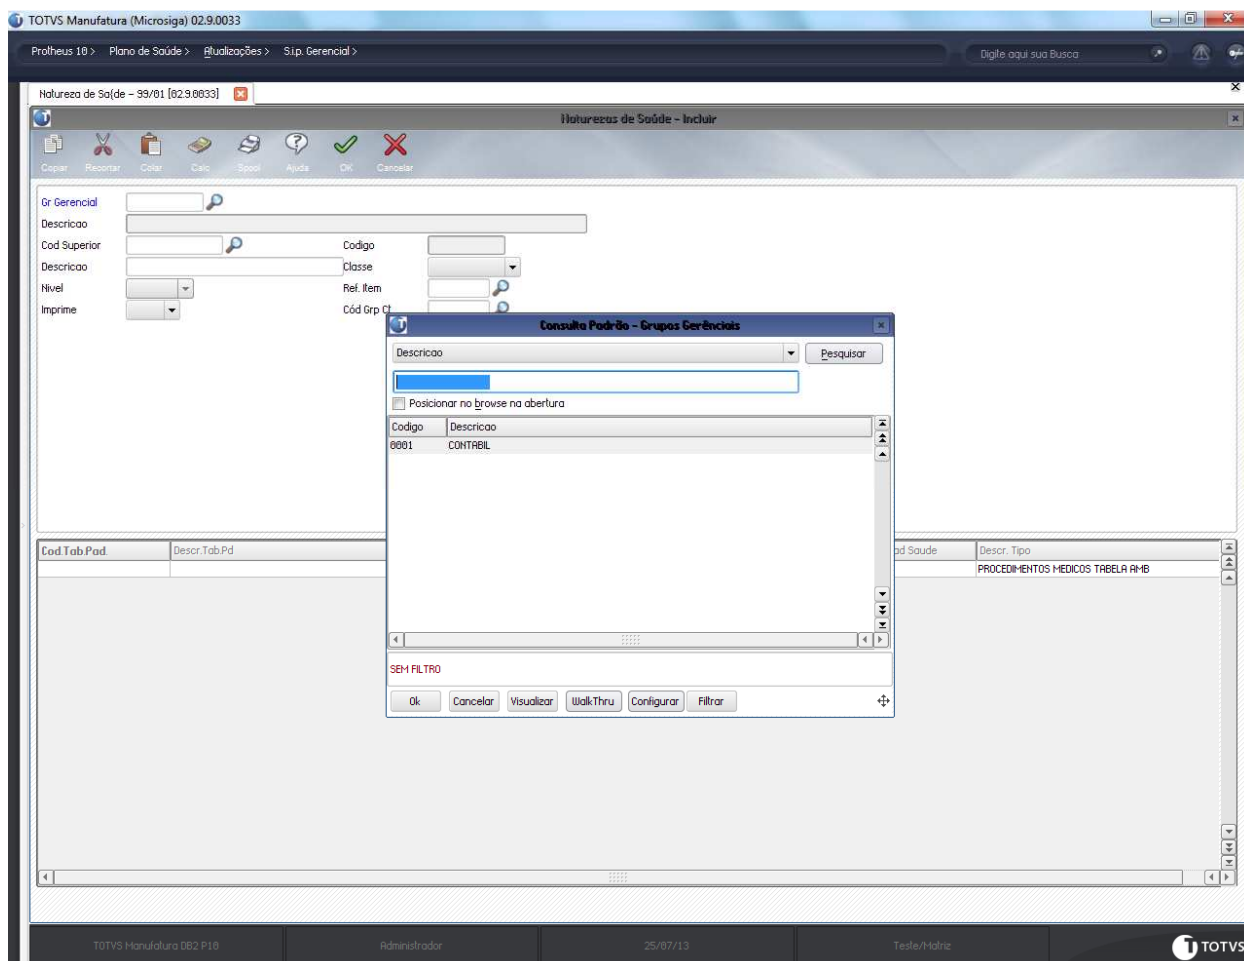 TOTVS Manufatura (Microsiga) 02.9.0033
Protheus 10 > Plano de Saúde > Atualizações > S.i.p. Gerencial >
Digite aqui sua Busca
Natureza de Sa[de - 99/01 [02.9.0033]
Naturezas de Saúde - Incluir
Copiar Recortar Colar Calc Spool Ajuda OK Cancelar
Gr Gerencial
Descricao
Cod Superior Codigo
Descricao Classe
Nivel Ref. Item
Imprime Cód Grp Ct
Consulta Padrão - Grupos Gerênciais
Descricao Pesquisar
Posicionar no browse na abertura
Codigo Descricao
0001 CONTABIL
SEM FILTRO
Ok Cancelar Visualizar WalkThru Configurar Filtrar
Cod.Tab.Pad. Descr.Tab.Pd ad Saude Descr. Tipo
PROCEDIMENTOS MEDICOS TABELA AMB
TOTVS Manufatura DB2 P10 Administrador 25/07/13 Teste/Matriz TOTVS